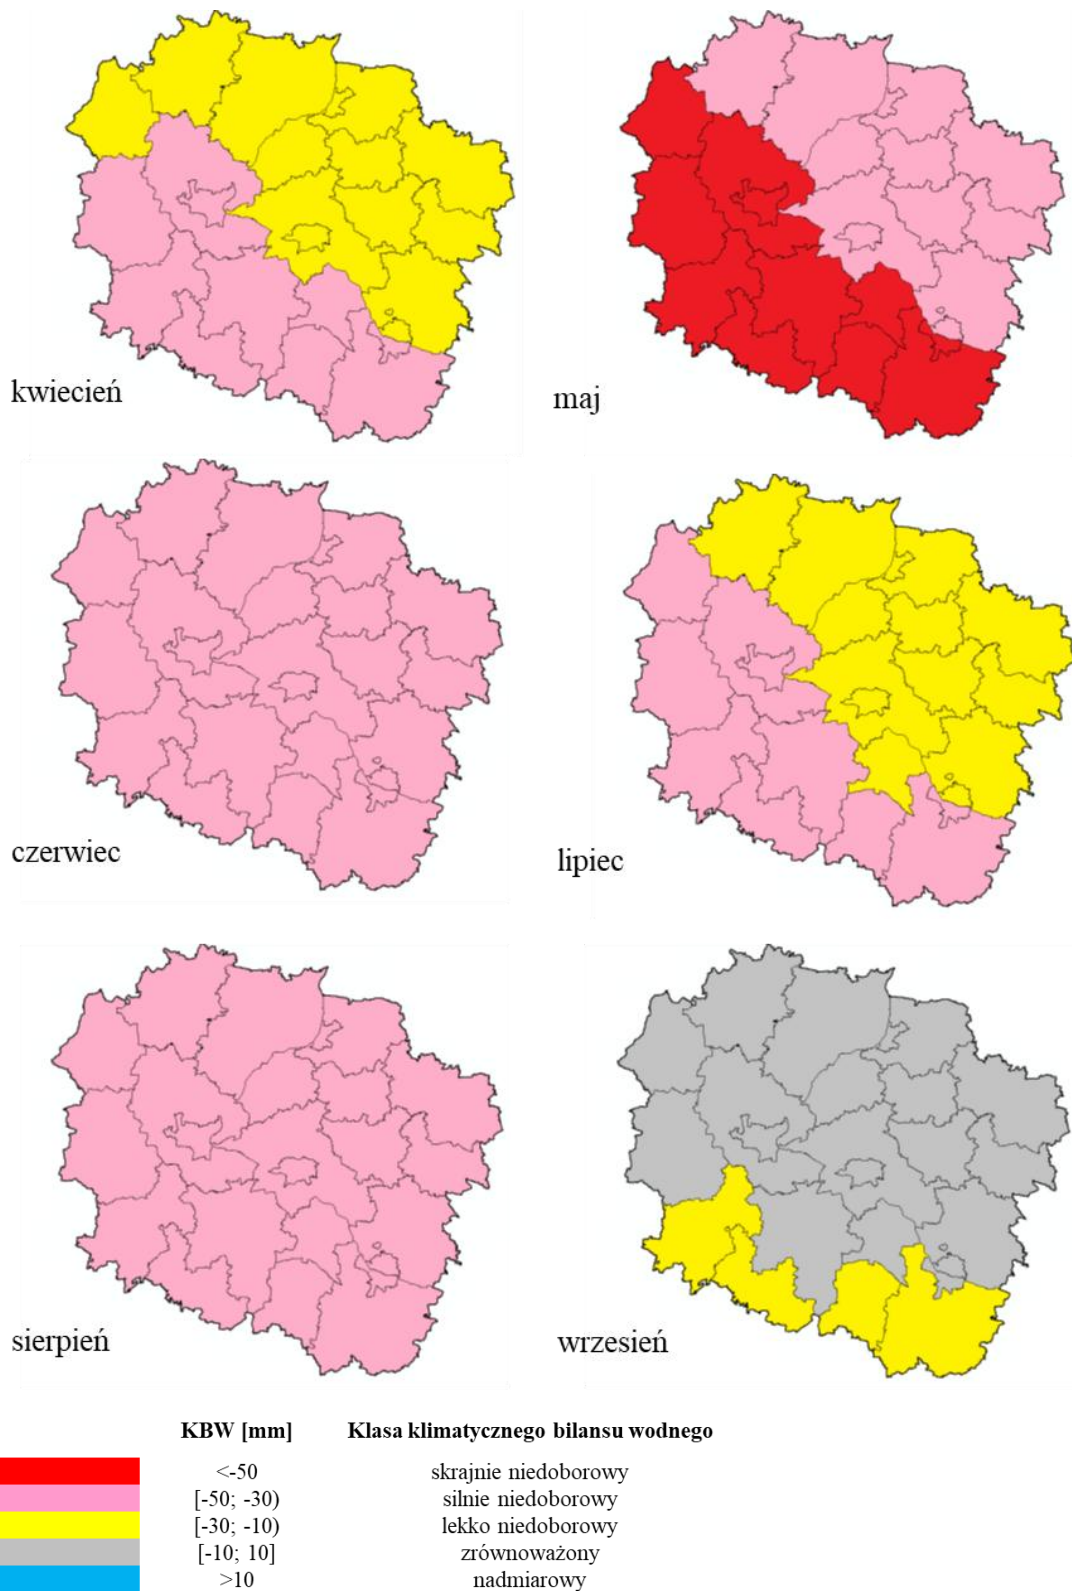 kwiecień
maj
czerwiec
lipiec
sierpień
wrzesień
KBW [mm] Klasa klimatycznego bilansu wodnego
<-50 skrajnie niedoborowy
[-50; -30) silnie niedoborowy
[-30; -10) lekko niedoborowy
[-10; 10] zrównoważony
>10 nadmiarowy